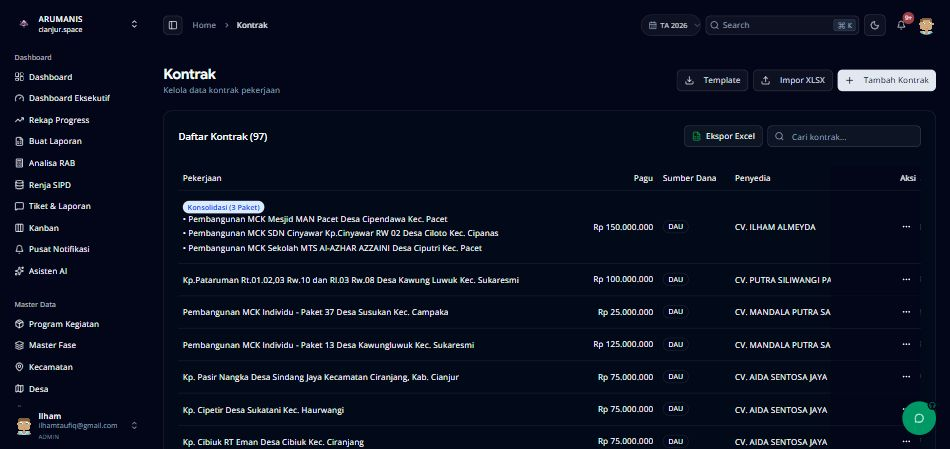 ARUMANIS
cianjur.space
Home > Kontrak
TA 2026
Search
⌘ K
9+
Dashboard
Dashboard
Dashboard Eksekutif
Rekap Progress
Buat Laporan
Analisa RAB
Renja SIPD
Tiket & Laporan
Kanban
Pusat Notifikasi
Asisten AI
Master Data
Program Kegiatan
Master Fase
Kecamatan
Desa
Ilham
ilhamtaufiq@gmail.com
ADMIN
Kontrak
Kelola data kontrak pekerjaan
Template
Impor XLSX
+ Tambah Kontrak
Daftar Kontrak (97)
Ekspor Excel
Cari kontrak...
Pekerjaan Pagu Sumber Dana Penyedia Aksi
Konsolidasi (3 Paket)
• Pembangunan MCK Mesjid MAN Pacet Desa Cipendawa Kec. Pacet
• Pembangunan MCK SDN Cinyawar Kp.Cinyawar RW 02 Desa Ciloto Kec. Cipanas
• Pembangunan MCK Sekolah MTS Al-AZHAR AZZAINI Desa Ciputri Kec. Pacet
Rp 150.000.000 DAU CV. ILHAM ALMEYDA ...
Kp.Pataruman Rt.01.02,03 Rw.10 dan Rl.03 Rw.08 Desa Kawung Luwuk Kec. Sukaresmi Rp 100.000.000 DAU CV. PUTRA SILIWANGI PA ...
Pembangunan MCK Individu - Paket 37 Desa Susukan Kec. Campaka Rp 25.000.000 DAU CV. MANDALA PUTRA SA ...
Pembangunan MCK Individu - Paket 13 Desa Kawungluwuk Kec. Sukaresmi Rp 125.000.000 DAU CV. MANDALA PUTRA SA ...
Kp. Pasir Nangka Desa Sindang Jaya Kecamatan Ciranjang, Kab. Cianjur Rp 75.000.000 DAU CV. AIDA SENTOSA JAYA ...
Kp. Cipetir Desa Sukatani Kec. Haurwangi Rp 75.000.000 DAU CV. AIDA SENTOSA JAYA
Kp. Cibiuk RT Eman Desa Cibiuk Kec. Ciranjang Rp 75.000.000 DAU CV. AIDA SENTOSA JAYA ...